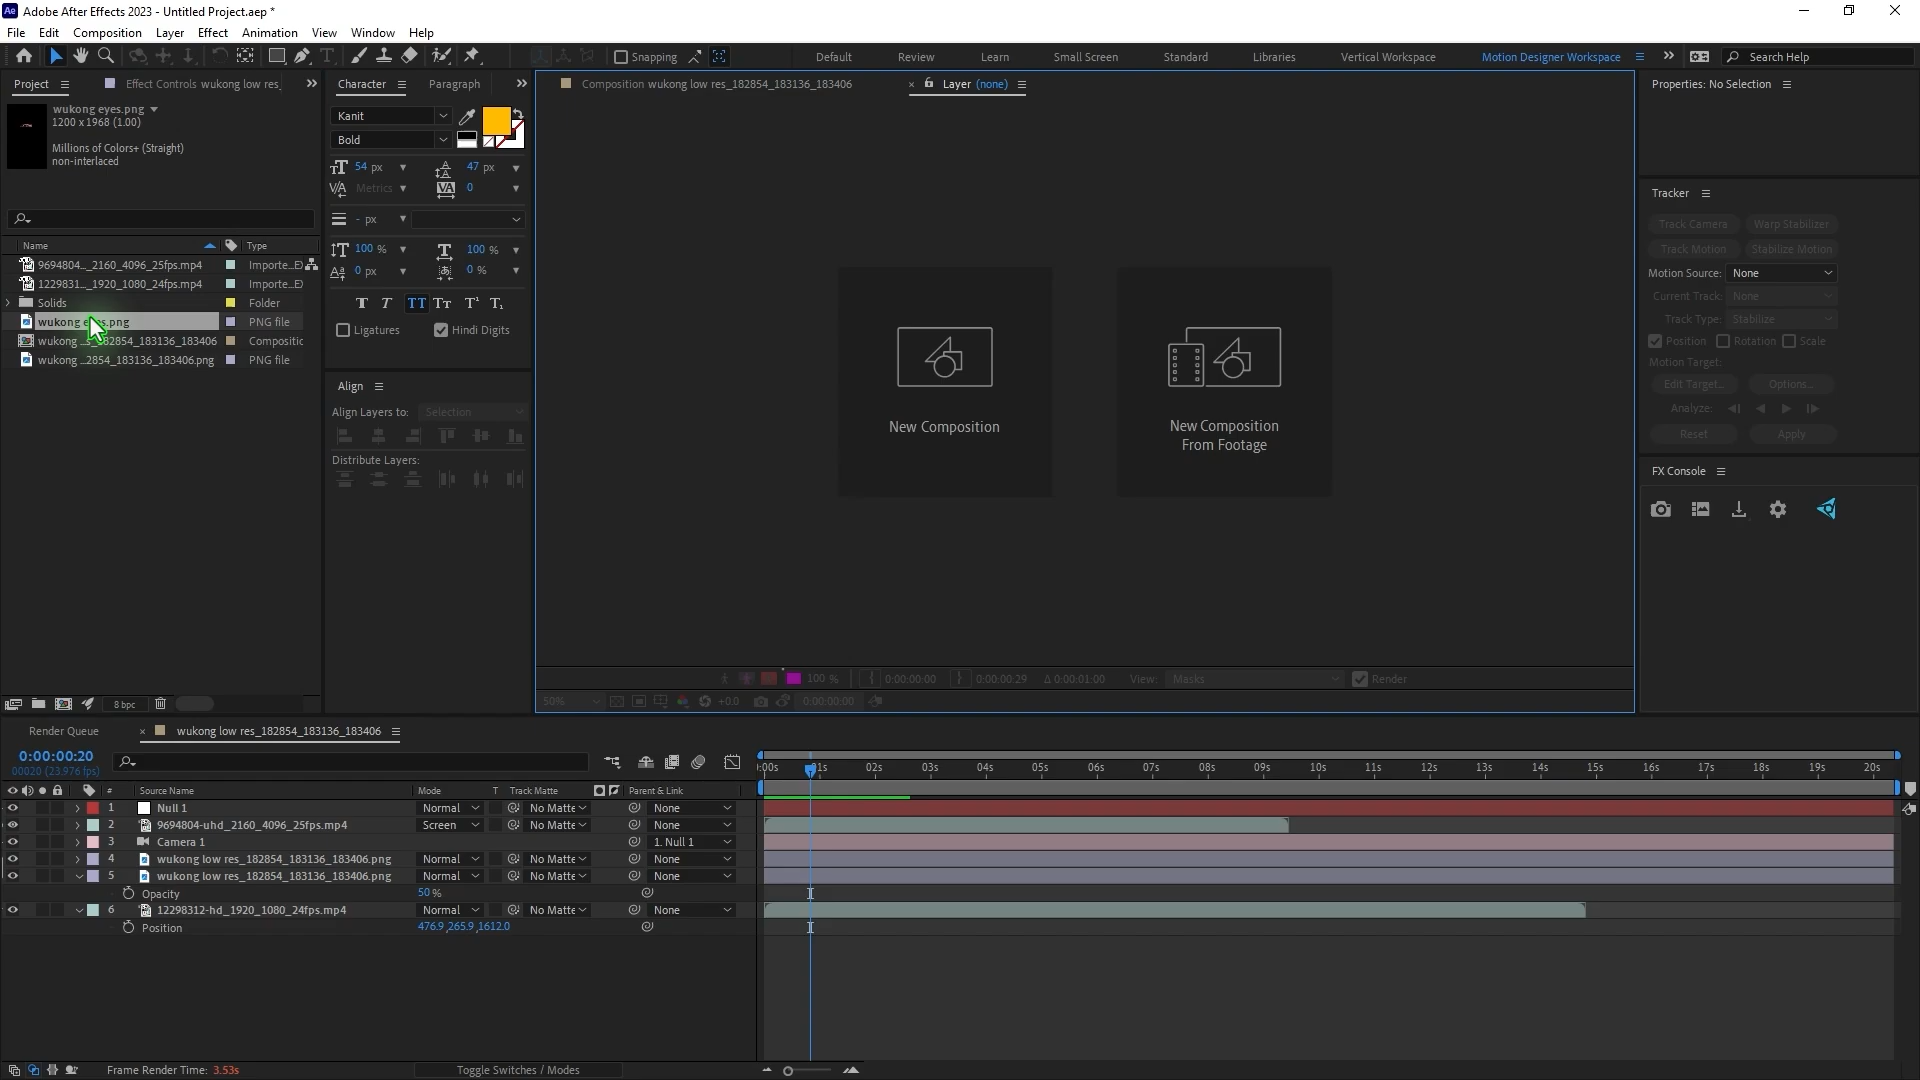 Adobe After Effects 2023 - Untitled Project.aep *
File Edit Composition Layer Effect Animation View Window Help
Snapping
Default Review Learn Small Screen Standard Libraries Vertical Workspace Motion Designer Workspace Search Help
Project
Effect Controls wukong low res_
wukong eyes.png
1200 x 1968 (1.00)
Millions of Colors+ (Straight)
non-interlaced
Name Type
9694804..._2160_4096_25fps.mp4 Importe...E
1229831..._1920_1080_24fps.mp4 Importe...E
Solids Folder
PNG file
Compositic
wukong ...2854_183136_183406.png PNG file
8 bpc
Character Paragraph
Kanit
Bold
54 px 47 px
Metrics 0
- px
100 % 100 %
0 px 0 %
Ligatures Hindi Digits
Align
Align Layers to: Selection
Distribute Layers:
Composition wukong low res_182854_183136_183406
Layer (none)
New Composition
New Composition
From Footage
100 % 0:00:00:00 0:00:00:29 Δ 0:00:01:00 View: Masks Render
50% +0.0 0:00:00:00
Properties: No Selection
Tracker
Track Camera Warp Stabilizer
Track Motion Stabilize Motion
Motion Source: None
Current Track: None
Track Type: Stabilize
Position Rotation Scale
Motion Target:
Edit Target... Options...
Analyze:
Reset Apply
FX Console
Render Queue
wukong low res_182854_183136_183406
0:00:00:20
00020 (23.976 fps)
:00s 01s 02s 03s 04s 05s 06s 07s 08s 09s 10s 11s 12s 13s 14s 15s 16s 17s 18s 19s 20s
# Source Name Mode T Track Matte Parent & Link
1 Null 1 Normal No Matte None
2 9694804-uhd_2160_4096_25fps.mp4 Screen No Matte None
3 Camera 1 1. Null 1
4 wukong low res_182854_183136_183406.png Normal No Matte None
5 wukong low res_182854_183136_183406.png Normal No Matte None
Opacity 50 %
6 12298312-hd_1920_1080_24fps.mp4 Normal No Matte None
Position 476.9 ,265.9 ,1612.0
Frame Render Time: 3.53s
Toggle Switches / Modes